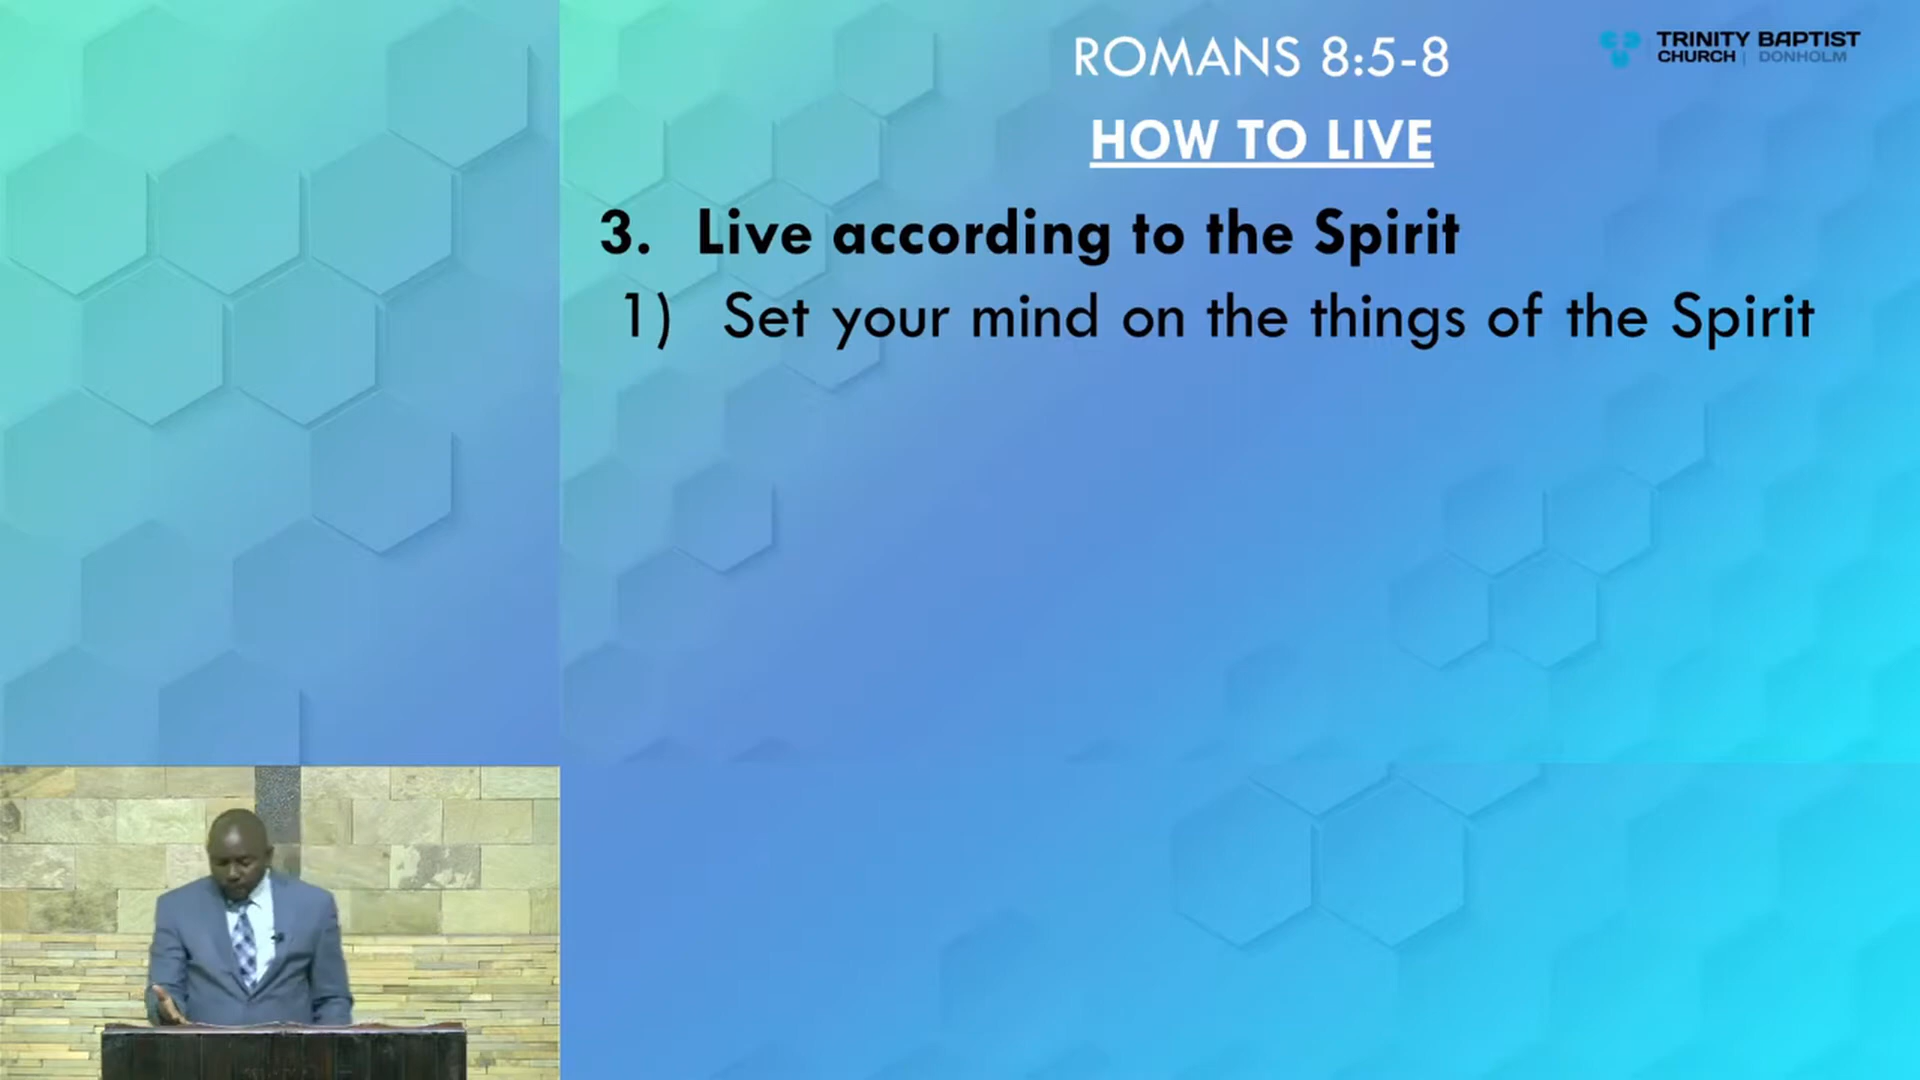 ROMANS 8:5-8
TRINITY BAPTIST
CHURCH | DONHOLM
HOW TO LIVE
3. Live according to the Spirit
1) Set your mind on the things of the Spirit